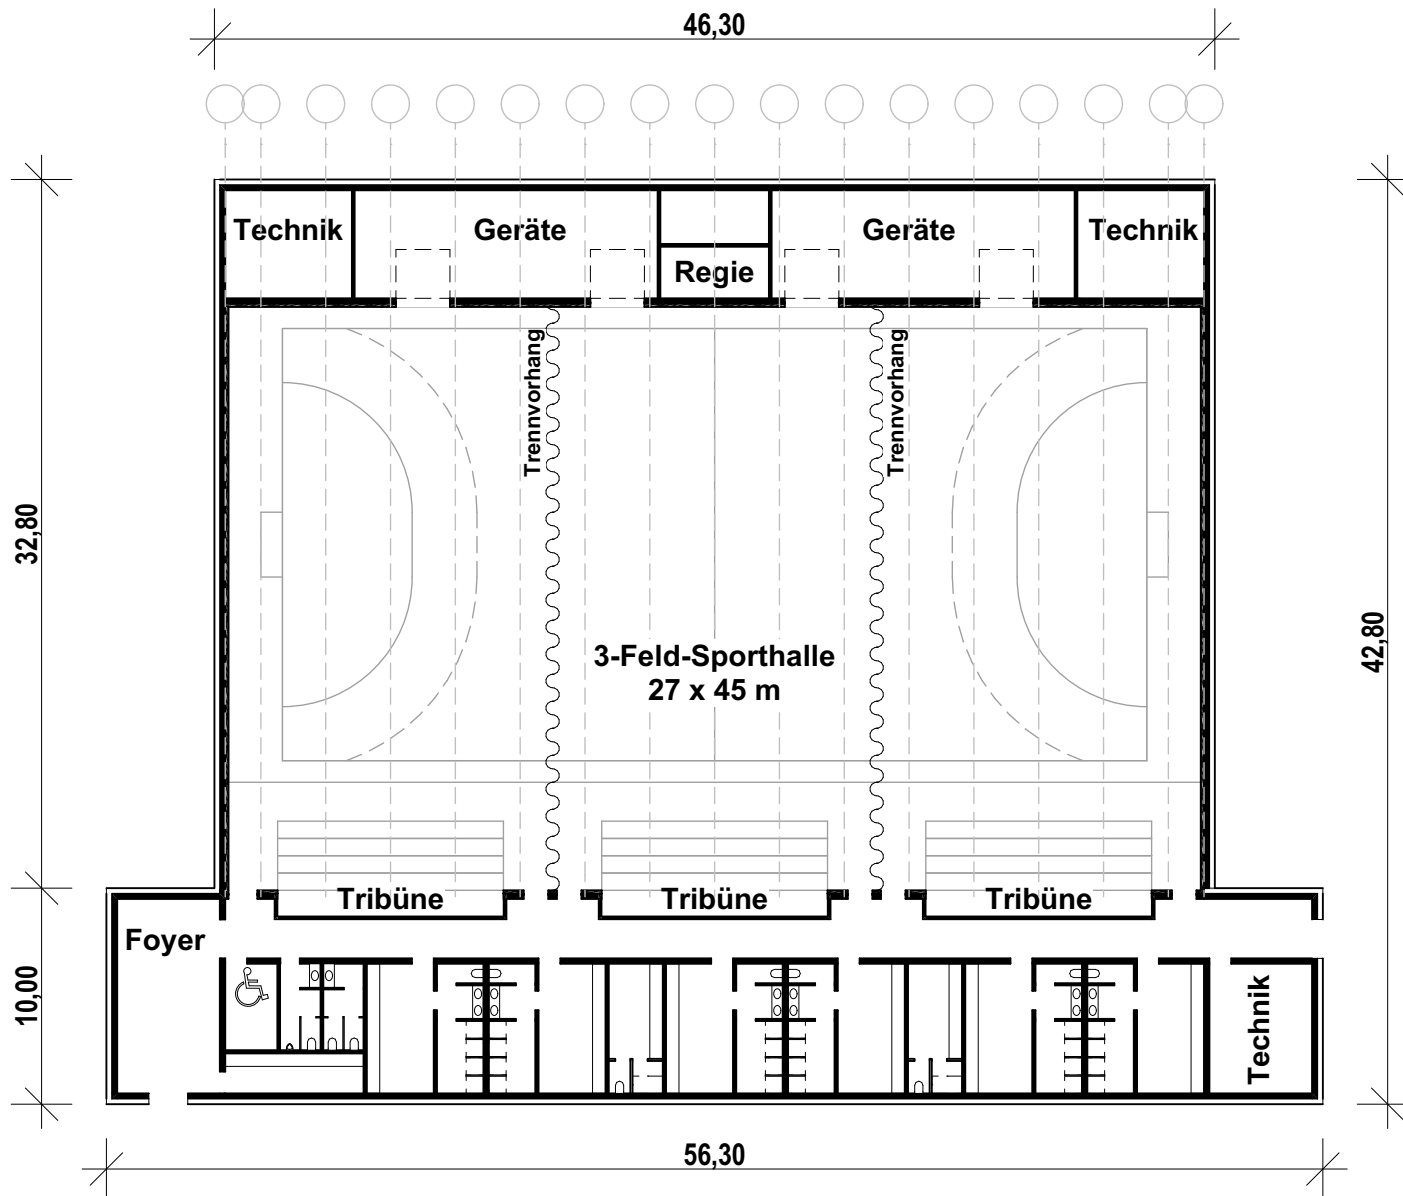 46,30
Technik
Geräte
Geräte
Technik
Regie
Trennvorhang
Trennvorhang
32,80
3-Feld-Sporthalle
27 x 45 m
42,80
Tribüne
Tribüne
Tribüne
Foyer
10,00
Technik
56,30